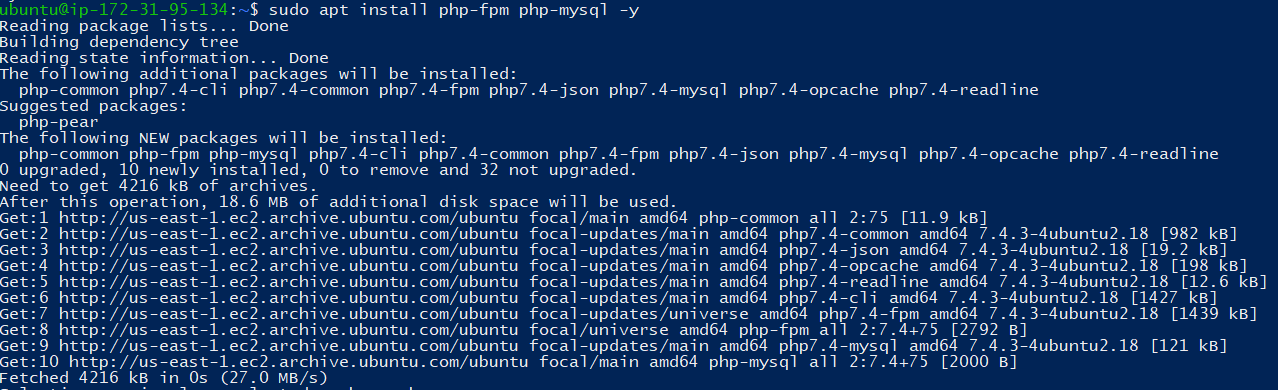 ubuntu@ip-172-31-95-134:~$ sudo apt install php-fpm php-mysql -y
Reading package lists... Done
Building dependency tree
Reading state information... Done
The following additional packages will be installed:
  php-common php7.4-cli php7.4-common php7.4-fpm php7.4-json php7.4-mysql php7.4-opcache php7.4-readline
Suggested packages:
  php-pear
The following NEW packages will be installed:
  php-common php-fpm php-mysql php7.4-cli php7.4-common php7.4-fpm php7.4-json php7.4-mysql php7.4-opcache php7.4-readline
0 upgraded, 10 newly installed, 0 to remove and 32 not upgraded.
Need to get 4216 kB of archives.
After this operation, 18.6 MB of additional disk space will be used.
Get:1 http://us-east-1.ec2.archive.ubuntu.com/ubuntu focal/main amd64 php-common all 2:75 [11.9 kB]
Get:2 http://us-east-1.ec2.archive.ubuntu.com/ubuntu focal-updates/main amd64 php7.4-common amd64 7.4.3-4ubuntu2.18 [982 kB]
Get:3 http://us-east-1.ec2.archive.ubuntu.com/ubuntu focal-updates/main amd64 php7.4-json amd64 7.4.3-4ubuntu2.18 [19.2 kB]
Get:4 http://us-east-1.ec2.archive.ubuntu.com/ubuntu focal-updates/main amd64 php7.4-opcache amd64 7.4.3-4ubuntu2.18 [198 kB]
Get:5 http://us-east-1.ec2.archive.ubuntu.com/ubuntu focal-updates/main amd64 php7.4-readline amd64 7.4.3-4ubuntu2.18 [12.6 kB]
Get:6 http://us-east-1.ec2.archive.ubuntu.com/ubuntu focal-updates/main amd64 php7.4-cli amd64 7.4.3-4ubuntu2.18 [1427 kB]
Get:7 http://us-east-1.ec2.archive.ubuntu.com/ubuntu focal-updates/universe amd64 php7.4-fpm amd64 7.4.3-4ubuntu2.18 [1439 kB]
Get:8 http://us-east-1.ec2.archive.ubuntu.com/ubuntu focal/universe amd64 php-fpm all 2:7.4+75 [2792 B]
Get:9 http://us-east-1.ec2.archive.ubuntu.com/ubuntu focal-updates/main amd64 php7.4-mysql amd64 7.4.3-4ubuntu2.18 [121 kB]
Get:10 http://us-east-1.ec2.archive.ubuntu.com/ubuntu focal/main amd64 php-mysql all 2:7.4+75 [2000 B]
Fetched 4216 kB in 0s (27.0 MB/s)